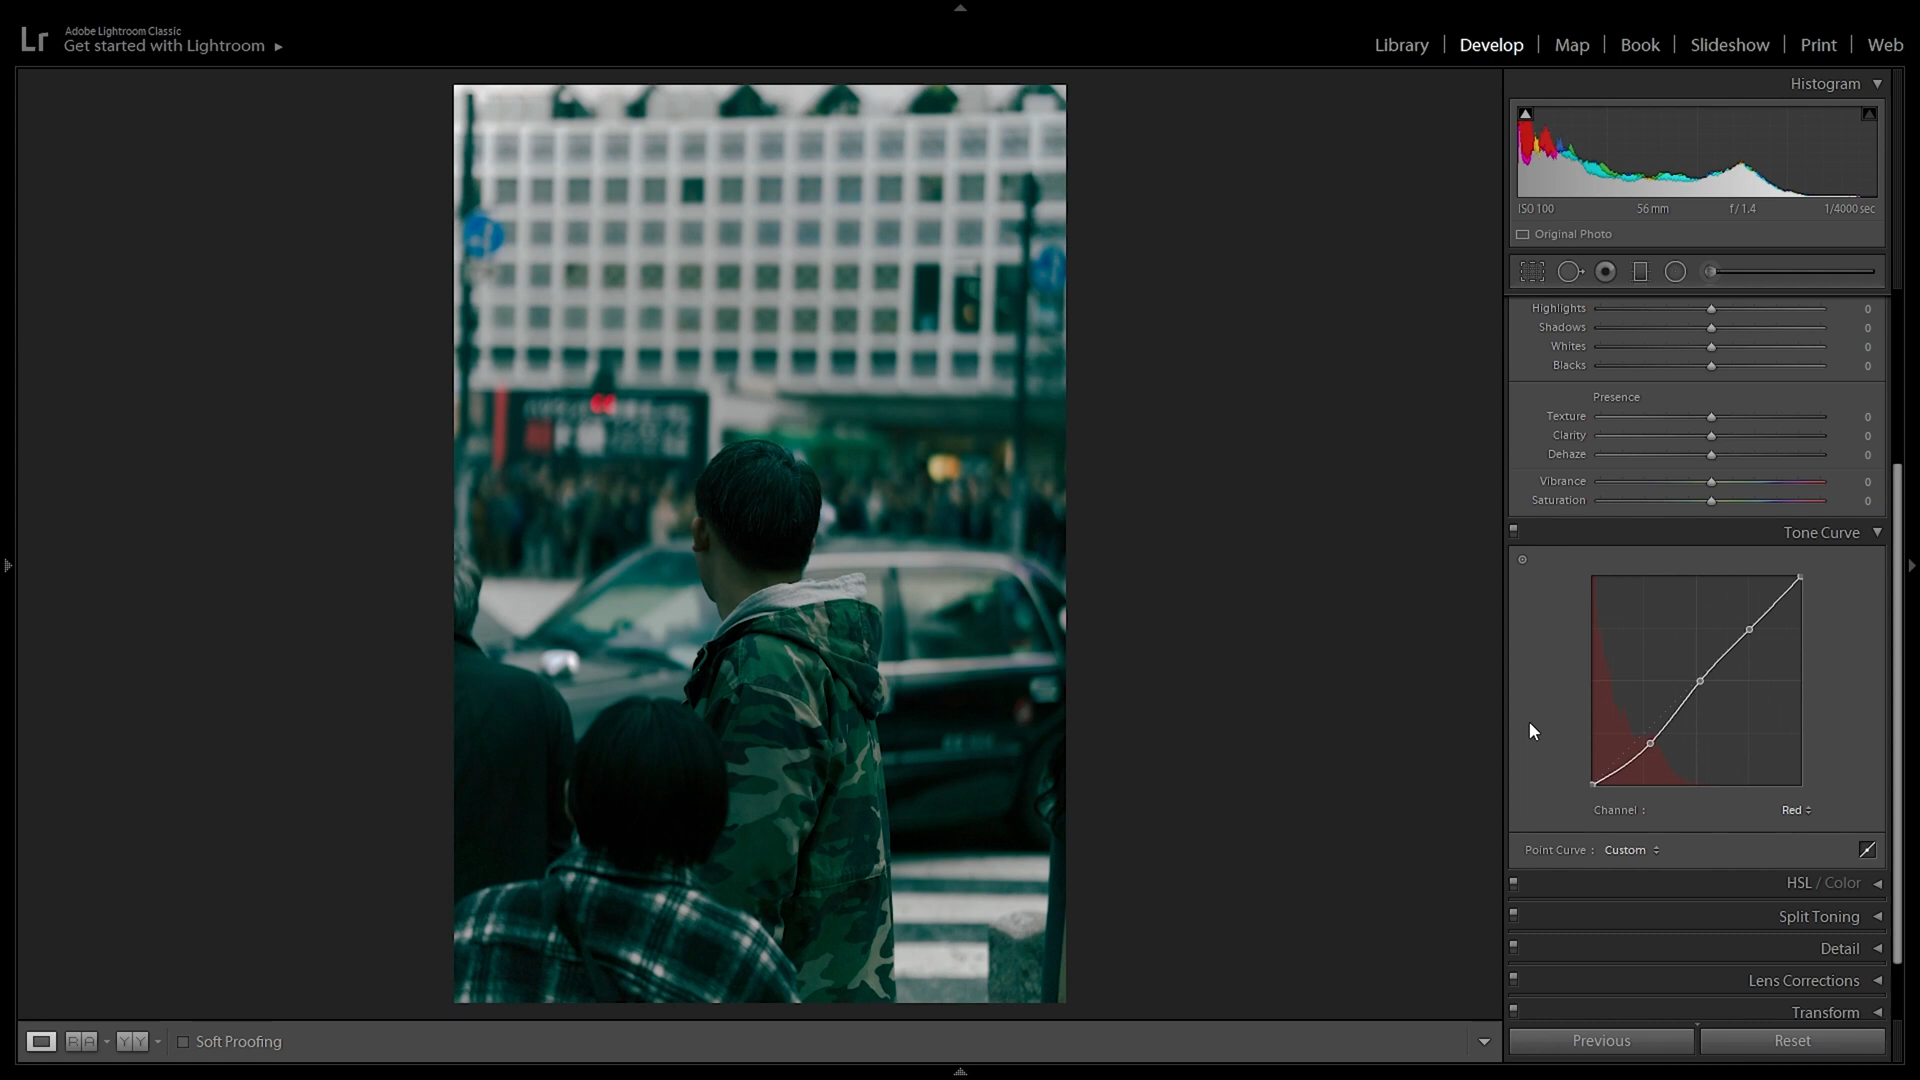 Lr
Adobe Lightroom Classic
Get started with Lightroom
Library | Develop | Map | Book | Slideshow | Print | Web
Histogram
ISO 100 56 mm f / 1.4 1/4000 sec
Original Photo
Highlights 0
Shadows 0
Whites 0
Blacks 0
Presence
Texture 0
Clarity 0
Dehaze 0
Vibrance 0
Saturation 0
Tone Curve
Channel : Red
Point Curve : Custom
HSL / Color
Split Toning
Detail
Lens Corrections
Transform
R A Y Y Soft Proofing
Previous Reset